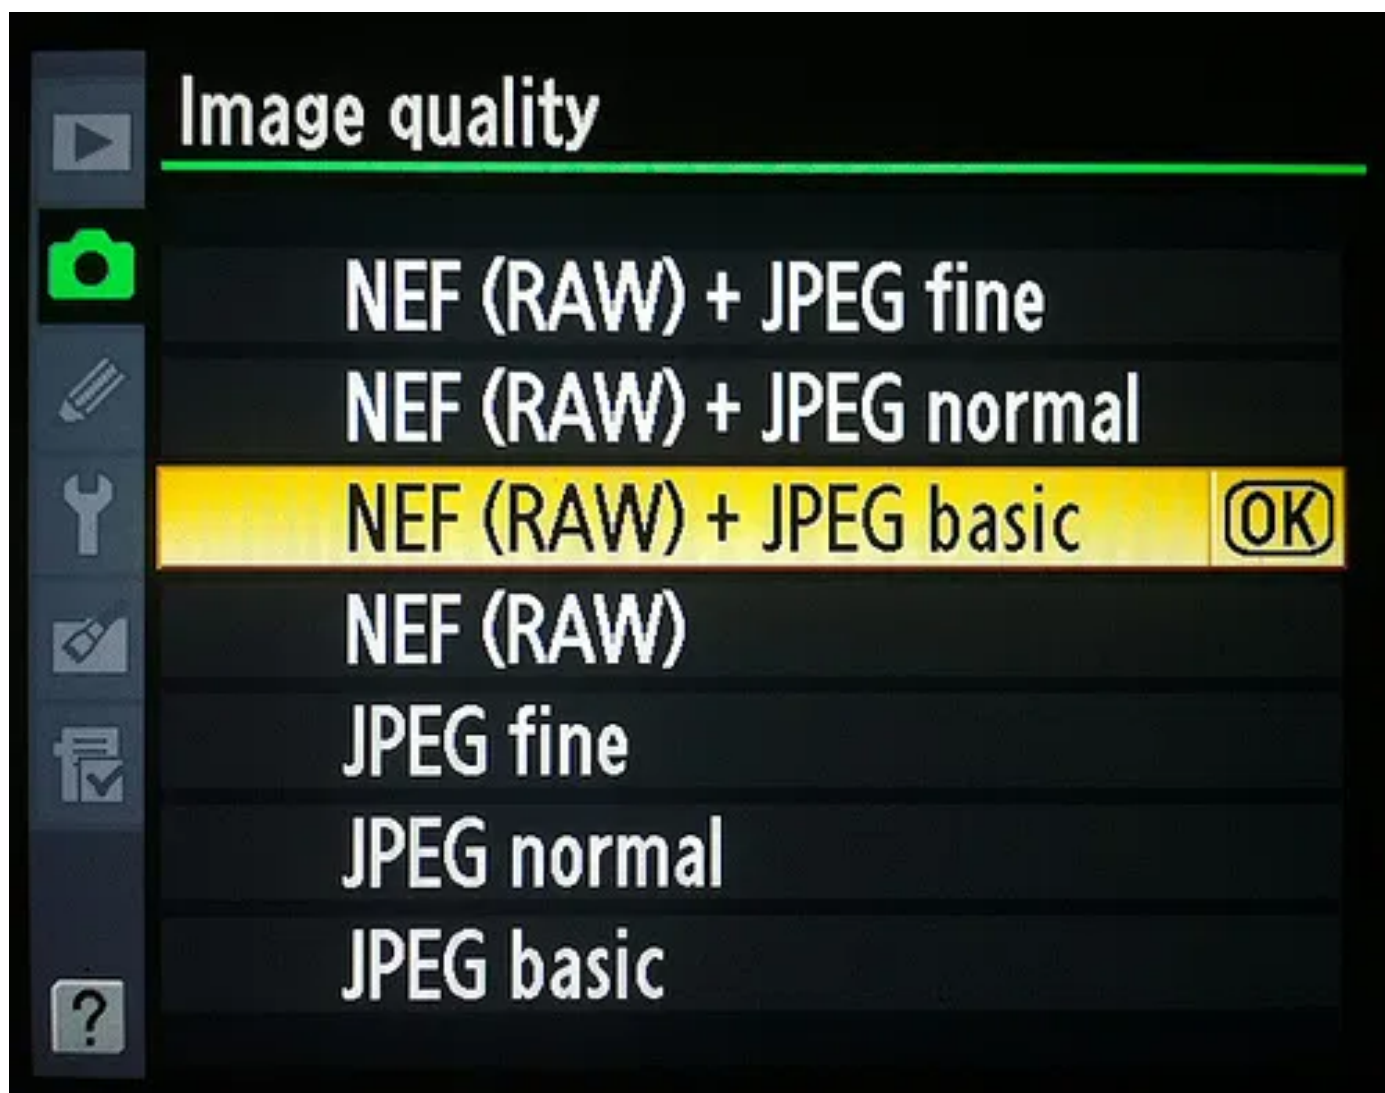 Image quality
NEF (RAW) + JPEG fine
NEF (RAW) + JPEG normal
NEF (RAW) + JPEG basic OK
NEF (RAW)
JPEG fine
JPEG normal
JPEG basic
?